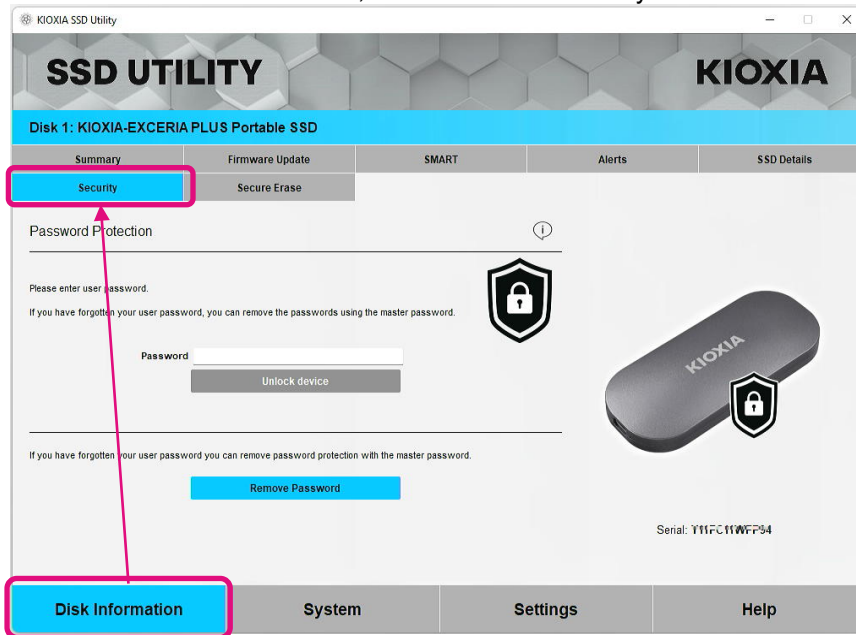 KIOXIA SSD Utility
SSD UTILITY
KIOXIA
Disk 1: KIOXIA-EXCERIA PLUS Portable SSD
Summary Firmware Update SMART Alerts SSD Details
Security Secure Erase
Password Protection
Please enter user password.
If you have forgotten your user password, you can remove the passwords using the master password.
Password
Unlock device
KIOXIA
If you have forgotten your user password you can remove password protection with the master password.
Remove Password
Serial:
Disk Information System Settings Help